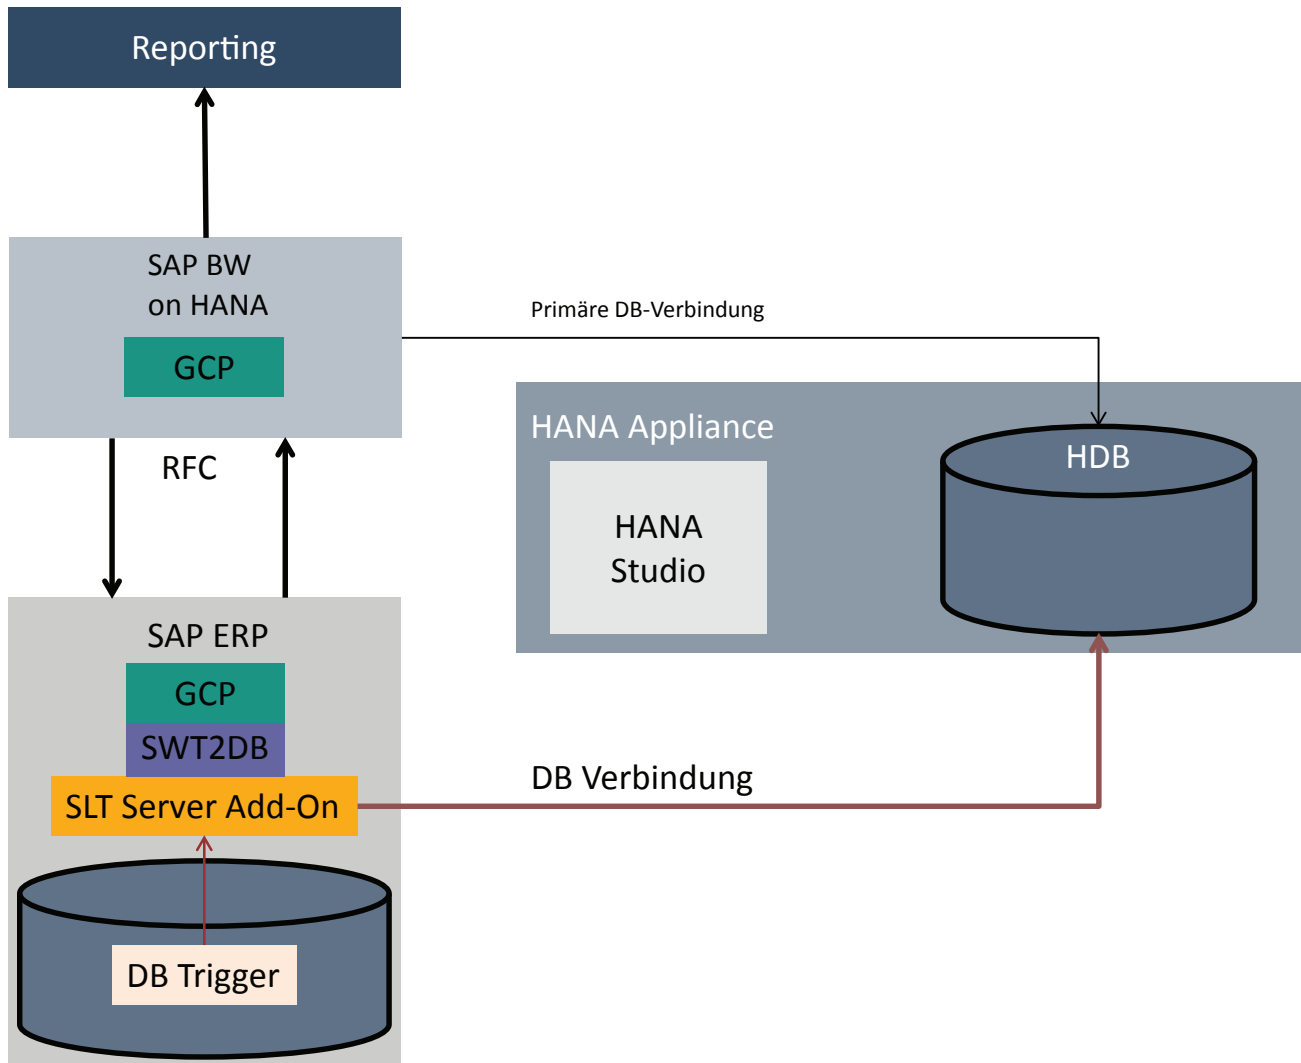 Reporting
SAP BW
on HANA
GCP
Primäre DB-Verbindung
HANA Appliance
HDB
HANA
Studio
RFC
SAP ERP
GCP
SWT2DB
SLT Server Add-On
DB Verbindung
DB Trigger